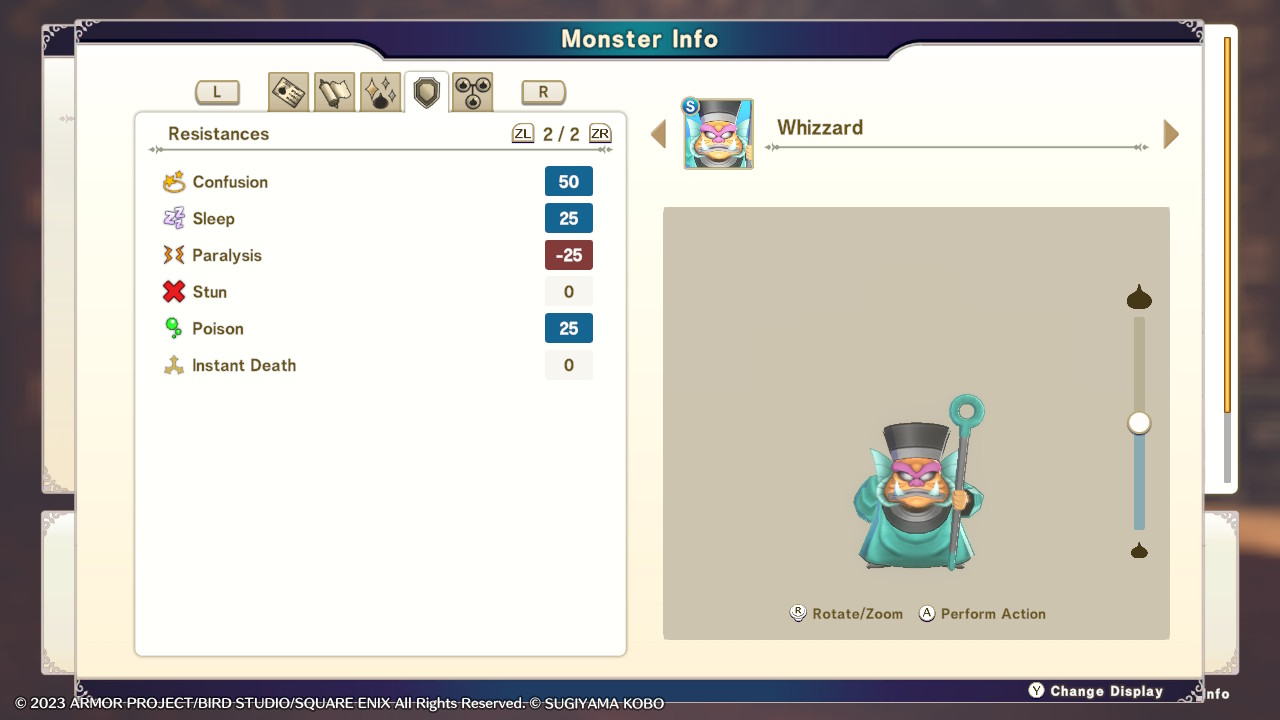 Monster Info
L
R
Resistances
ZL 2 / 2 ZR
Confusion 50
Sleep 25
Paralysis -25
Stun 0
Poison 25
Instant Death 0
S
Whizzard
R Rotate/Zoom A Perform Action
Y Change Display
Info
© 2023 ARMOR PROJECT/BIRD STUDIO/SQUARE ENIX All Rights Reserved. © SUGIYAMA KOBO